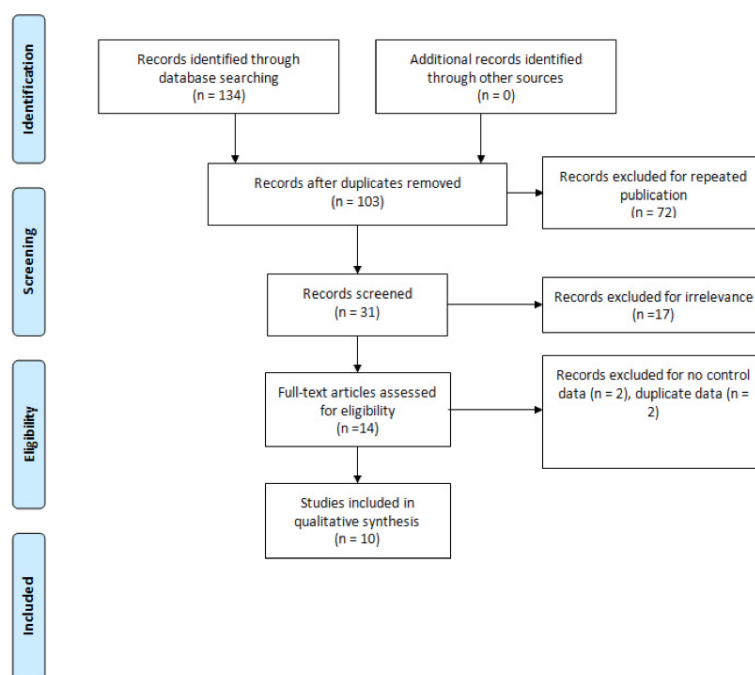 Identification
Records identified through
database searching
(n = 134)
Additional records identified
through other sources
(n = 0)
Records after duplicates removed
(n = 103)
Records excluded for repeated
publication
(n = 72)
Screening
Records screened
(n = 31)
Records excluded for irrelevance
(n =17)
Eligibility
Full-text articles assessed
for eligibility
(n =14)
Records excluded for no control
data (n = 2), duplicate data (n =
2)
Studies included in
qualitative synthesis
(n = 10)
Included